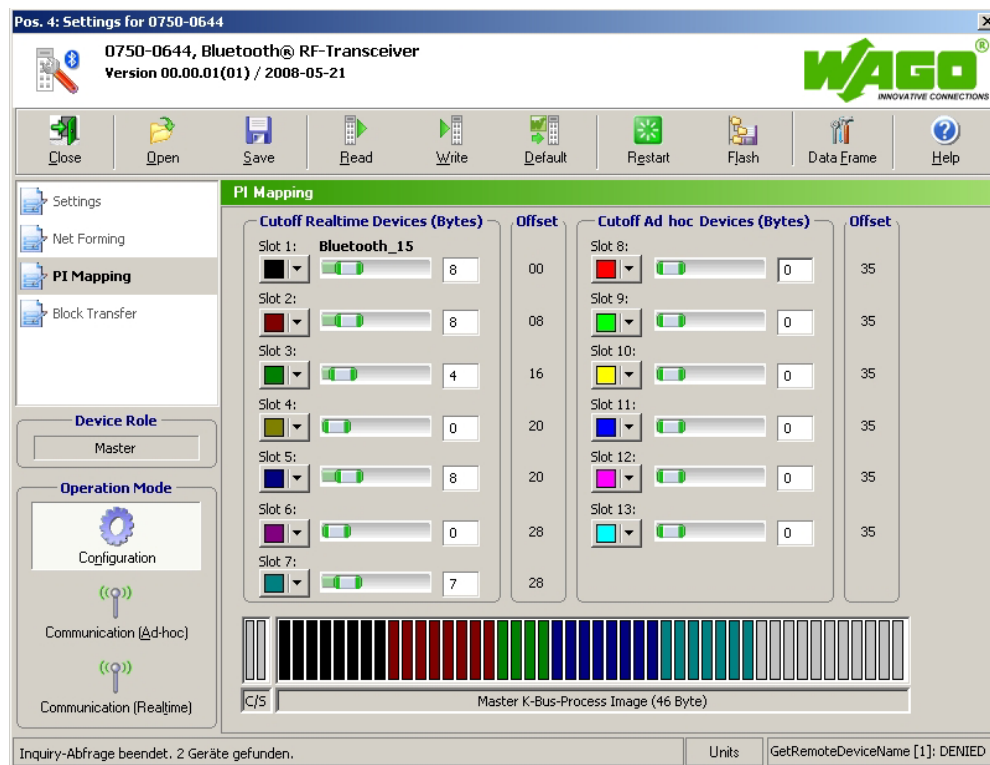 Pos. 4: Settings for 0750-0644
0750-0644, Bluetooth® RF-Transceiver
Version 00.00.01(01) / 2008-05-21
WAGO®
INNOVATIVE CONNECTIONS
Close Open Save Read Write Default Restart Flash Data Frame Help
Settings
Net Forming
PI Mapping
Block Transfer
Device Role
Master
Operation Mode
Configuration
Communication (Ad-hoc)
Communication (Realtime)
PI Mapping
Cutoff Realtime Devices (Bytes) Offset
Slot 1: Bluetooth_15
8 00
Slot 2:
8 08
Slot 3:
4 16
Slot 4:
0 20
Slot 5:
8 20
Slot 6:
0 28
Slot 7:
7 28
Cutoff Ad hoc Devices (Bytes) Offset
Slot 8:
0 35
Slot 9:
0 35
Slot 10:
0 35
Slot 11:
0 35
Slot 12:
0 35
Slot 13:
0 35
C/S Master K-Bus-Process Image (46 Byte)
Inquiry-Abfrage beendet. 2 Geräte gefunden. Units GetRemoteDeviceName [1]: DENIED